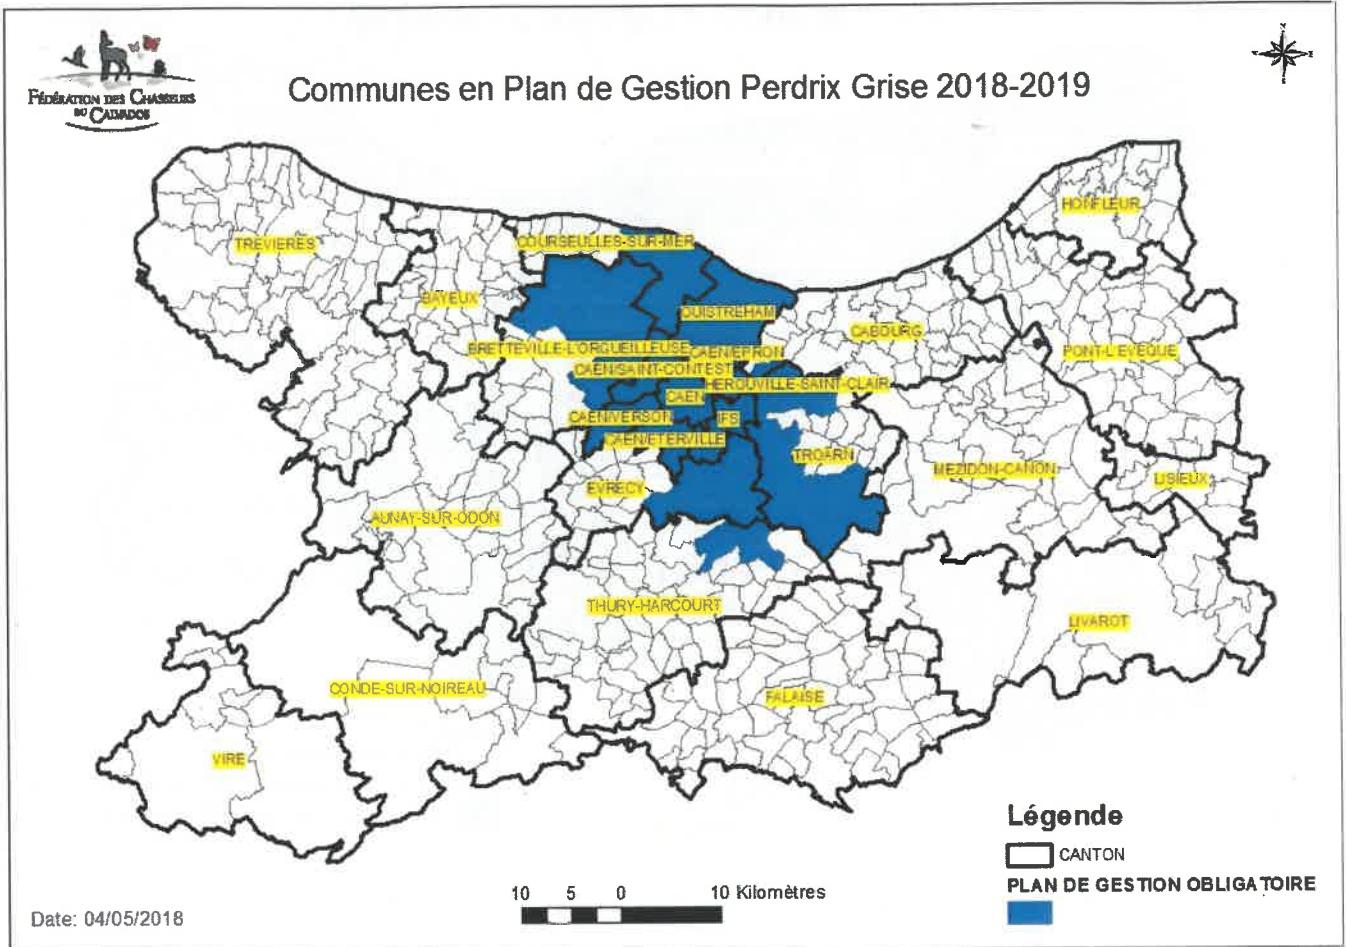 FÉDÉRATION DES CHASSEURS
DU CALVADOS
Communes en Plan de Gestion Perdrix Grise 2018-2019
HONFLEUR
TREVIERES
COURSEULLES-SUR-MER
BAYEUX
OUISTREHAM
CABOURG
BRETTEVILLE-L'ORGUEILLEUSE
CAEN/EPRON
PONT-L'EVEQUE
CAEN/SAINT-CONTEST
HEROUVILLE-SAINT-CLAIR
CAEN
CAEN/VERSON
IFS
CAEN/ETERVILLE
TROARN
MEZIDON-CANON
LISIEUX
EVRECY
AUNAY-SUR-ODON
THURY-HARCOURT
LIVAROT
CONDE-SUR-NOIREAU
FALAISE
VIRE
Légende
CANTON
PLAN DE GESTION OBLIGATOIRE
10 5 0 10 Kilomètres
Date: 04/05/2018